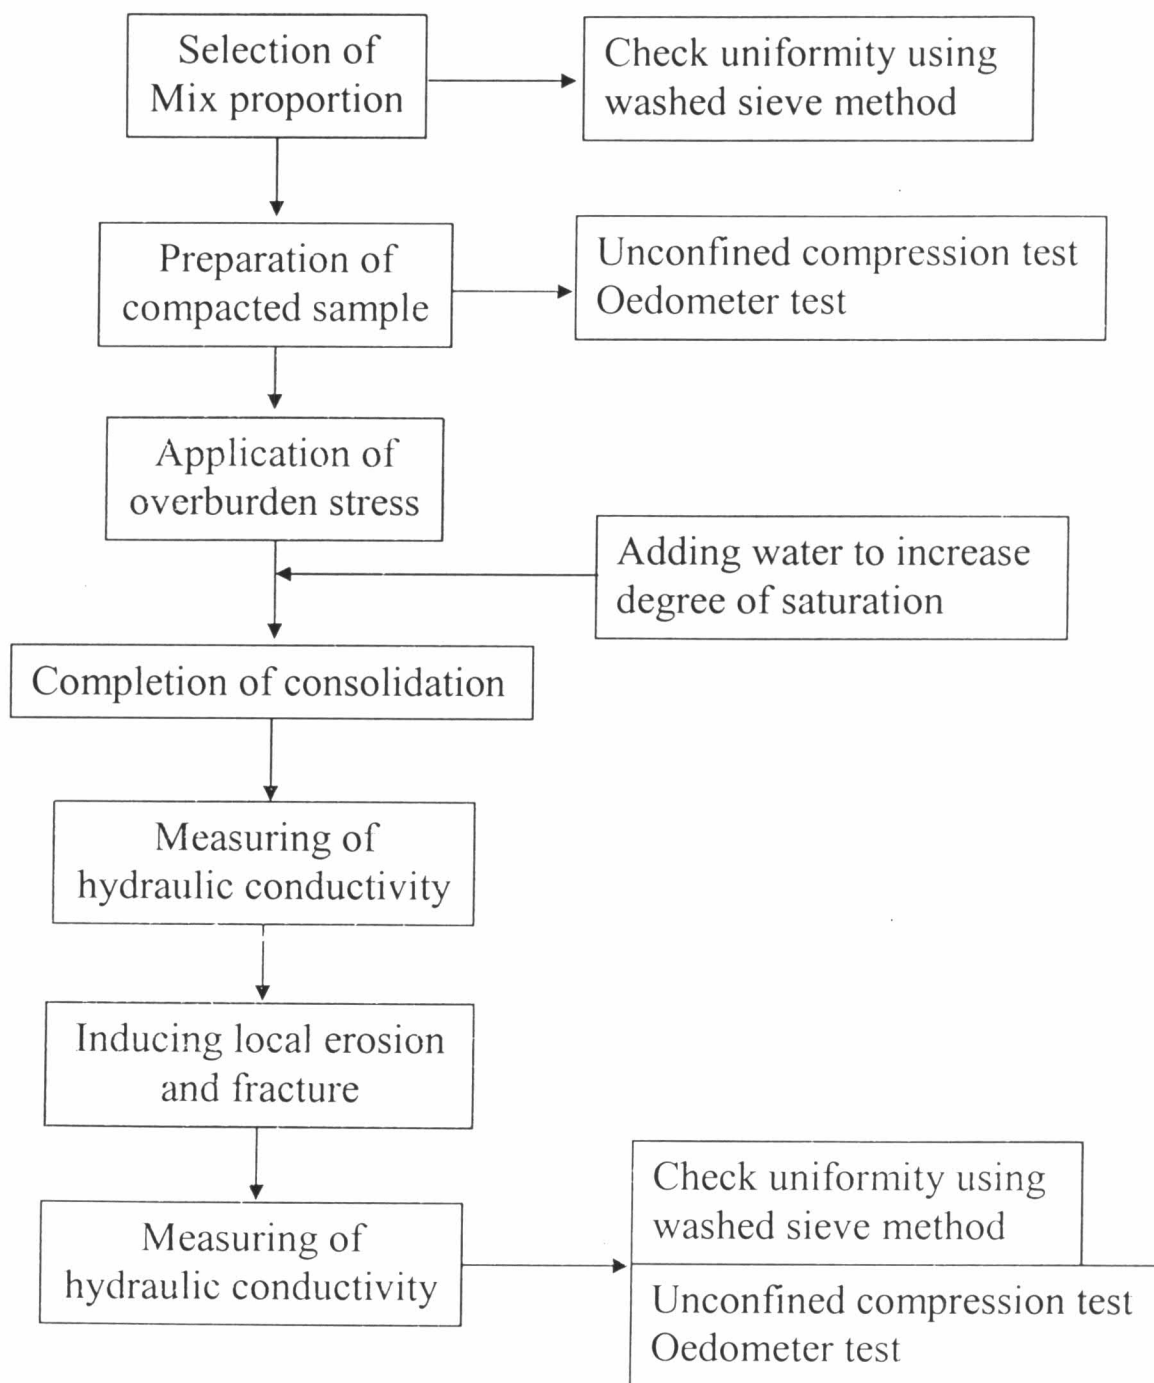 Selection of
Mix proportion
Check uniformity using
washed sieve method
Preparation of
compacted sample
Unconfined compression test
Oedometer test
Application of
overburden stress
Adding water to increase
degree of saturation
Completion of consolidation
Measuring of
hydraulic conductivity
Inducing local erosion
and fracture
Measuring of
hydraulic conductivity
Check uniformity using
washed sieve method
Unconfined compression test
Oedometer test